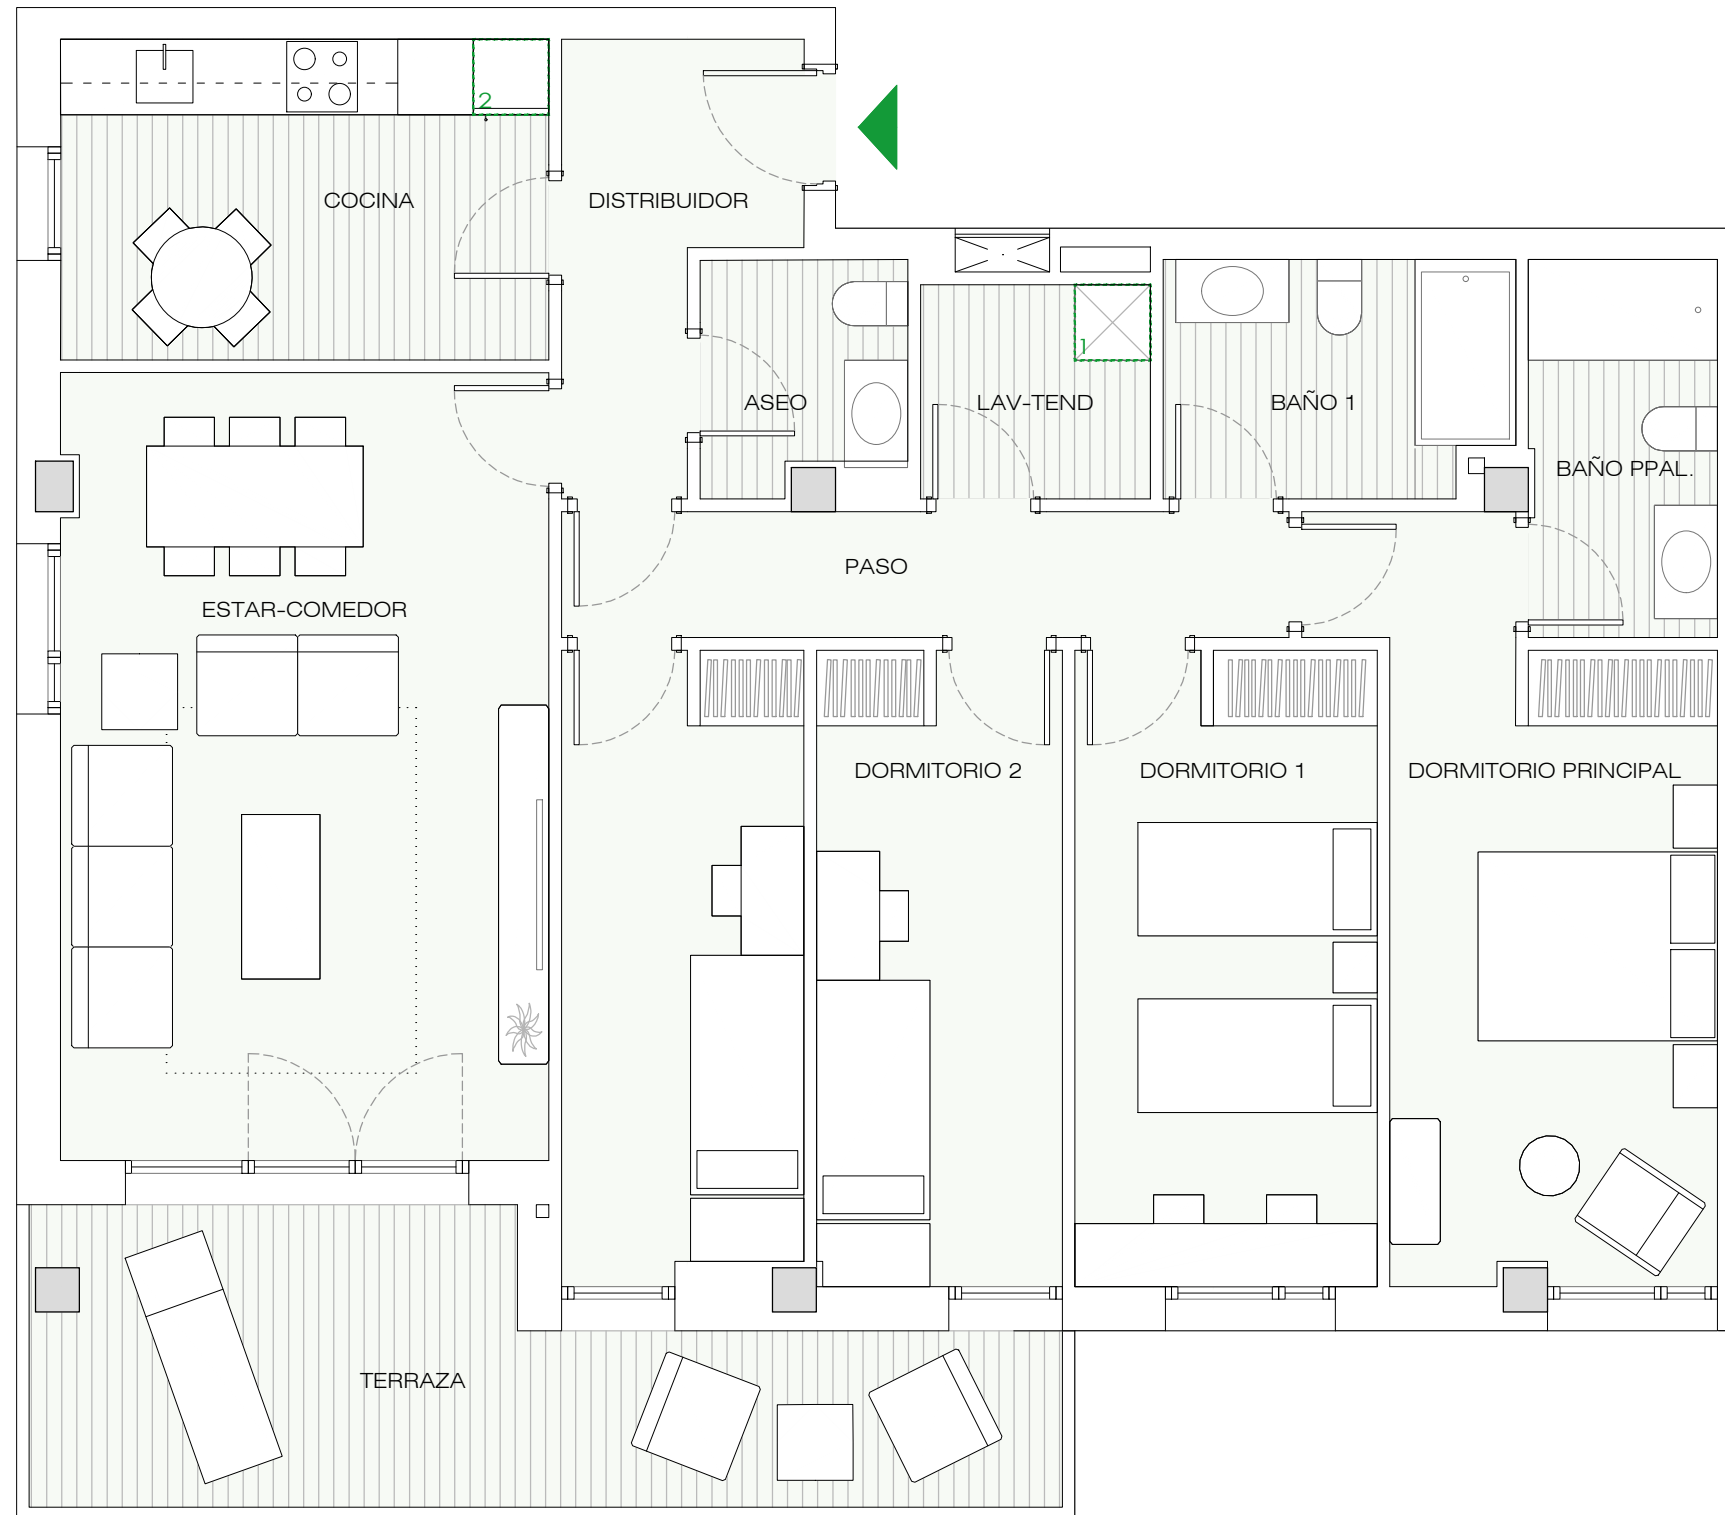 2
COCINA
DISTRIBUIDOR
1
ASEO
LAV-TEND
BAÑO 1
BAÑO PPAL.
PASO
ESTAR-COMEDOR
DORMITORIO 2
DORMITORIO 1
DORMITORIO PRINCIPAL
TERRAZA